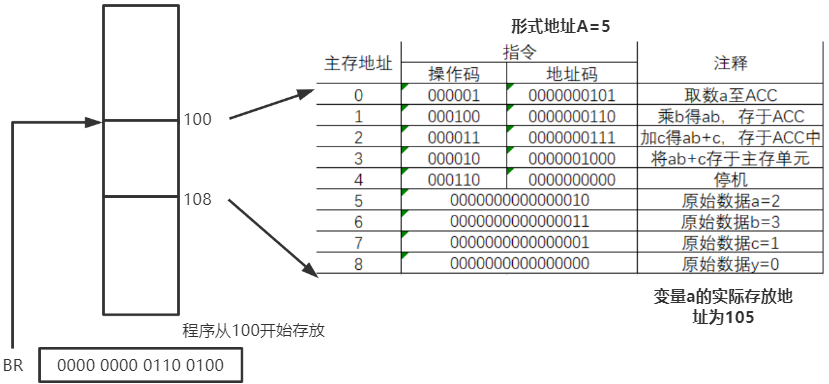 形式地址A=5
主存地址 指令 注释
操作码 地址码
0 000001 0000000101 取数a至ACC
1 000100 0000000110 乘b得ab，存于ACC
2 000011 0000000111 加c得ab+c，存于ACC中
3 000010 0000001000 将ab+c存于主存单元
4 000110 0000000000 停机
5 0000000000000010 原始数据a=2
6 0000000000000011 原始数据b=3
7 0000000000000001 原始数据c=1
8 0000000000000000 原始数据y=0
100
108
变量a的实际存放地
址为105
程序从100开始存放
BR 0000 0000 0110 0100